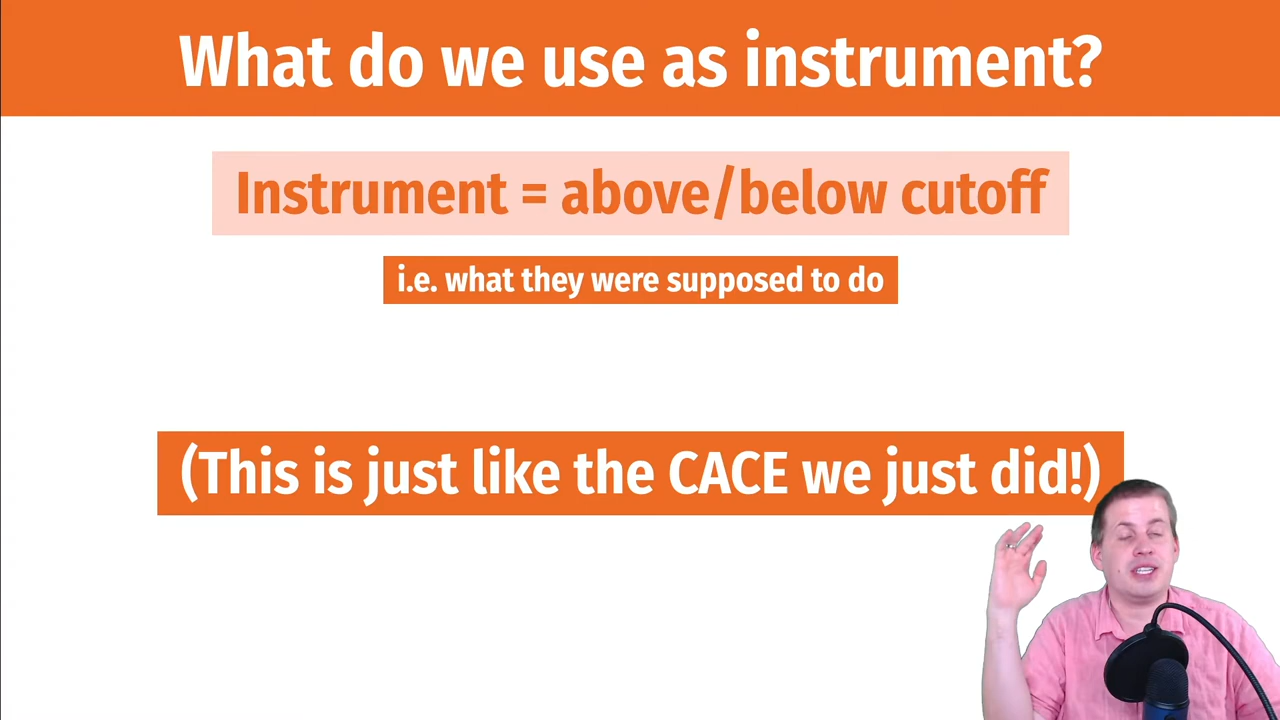 What do we use as instrument?
Instrument = above/below cutoff
i.e. what they were supposed to do
(This is just like the CACE we just did!)